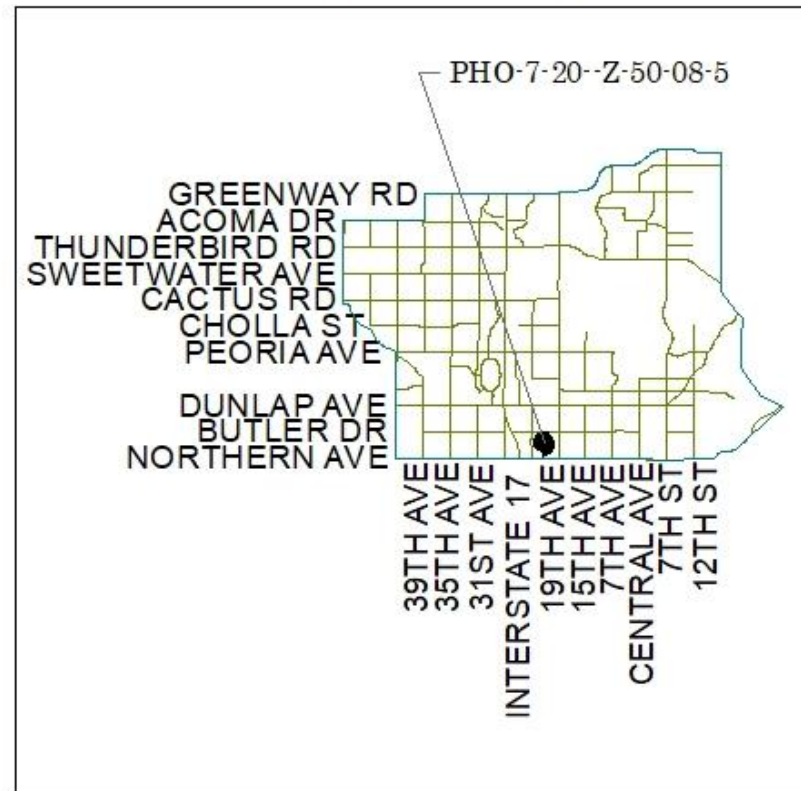 PHO-7-20--Z-50-08-5
GREENWAY RD
ACOMA DR
THUNDERBIRD RD
SWEETWATER AVE
CACTUS RD
CHOLLA ST
PEORIA AVE
DUNLAP AVE
BUTLER DR
NORTHERN AVE
39TH AVE
35TH AVE
31ST AVE
INTERSTATE 17
19TH AVE
15TH AVE
7TH AVE
CENTRAL AVE
7TH ST
12TH ST